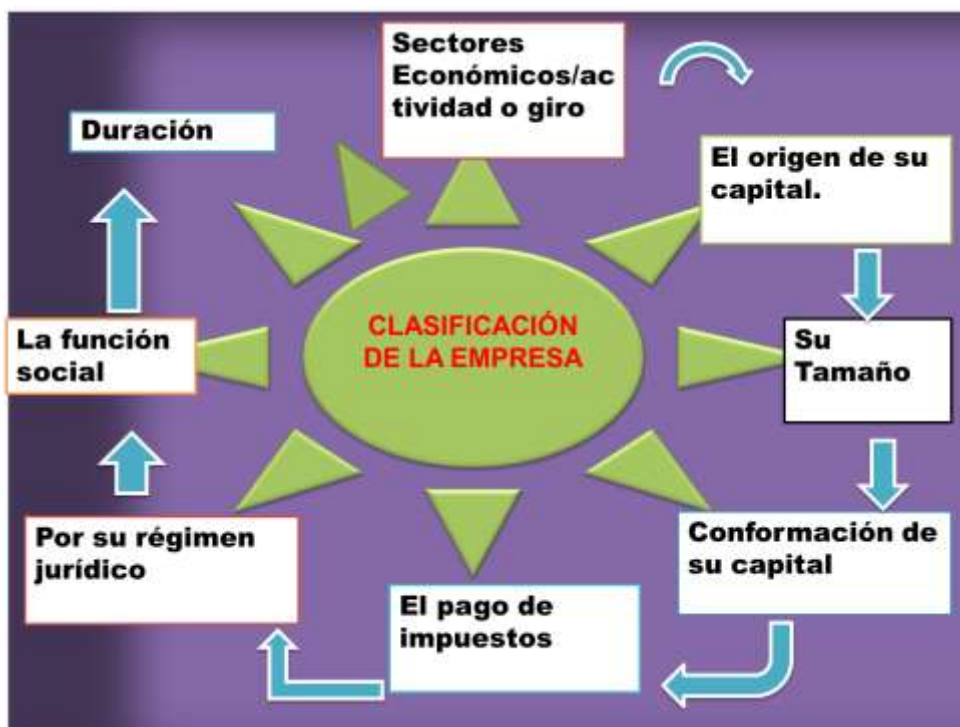 Sectores
Económicos/ac
tividad o giro
El origen de su
capital.
Su
Tamaño
Conformación de
su capital
El pago de
impuestos
Por su régimen
jurídico
La función
social
Duración
CLASIFICACIÓN
DE LA EMPRESA